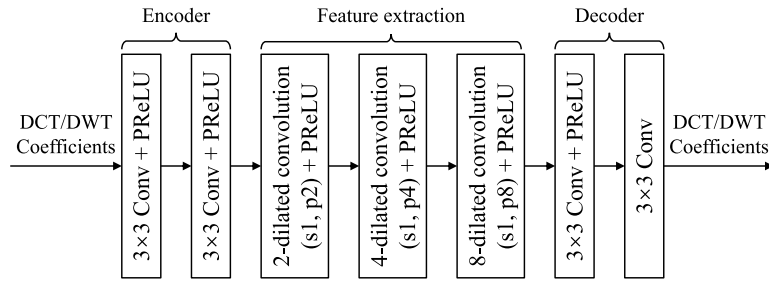 Encoder
Feature extraction
Decoder
DCT/DWT
Coefficients
3×3 Conv + PReLU
3×3 Conv + PReLU
2-dilated convolution
(s1, p2) + PReLU
4-dilated convolution
(s1, p4) + PReLU
8-dilated convolution
(s1, p8) + PReLU
3×3 Conv + PReLU
3×3 Conv
DCT/DWT
Coefficients